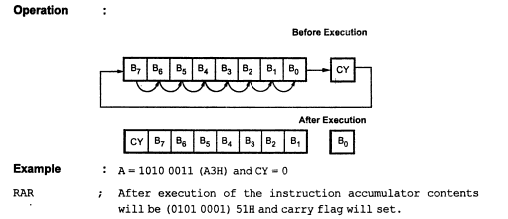 Operation :
Before Execution
B7 B6 B5 B4 B3 B2 B1 B0 CY
After Execution
CY B7 B6 B5 B4 B3 B2 B1 B0
Example : A = 1010 0011 (A3H) and CY = 0
RAR ; After execution of the instruction accumulator contents
will be (0101 0001) 51H and carry flag will set.